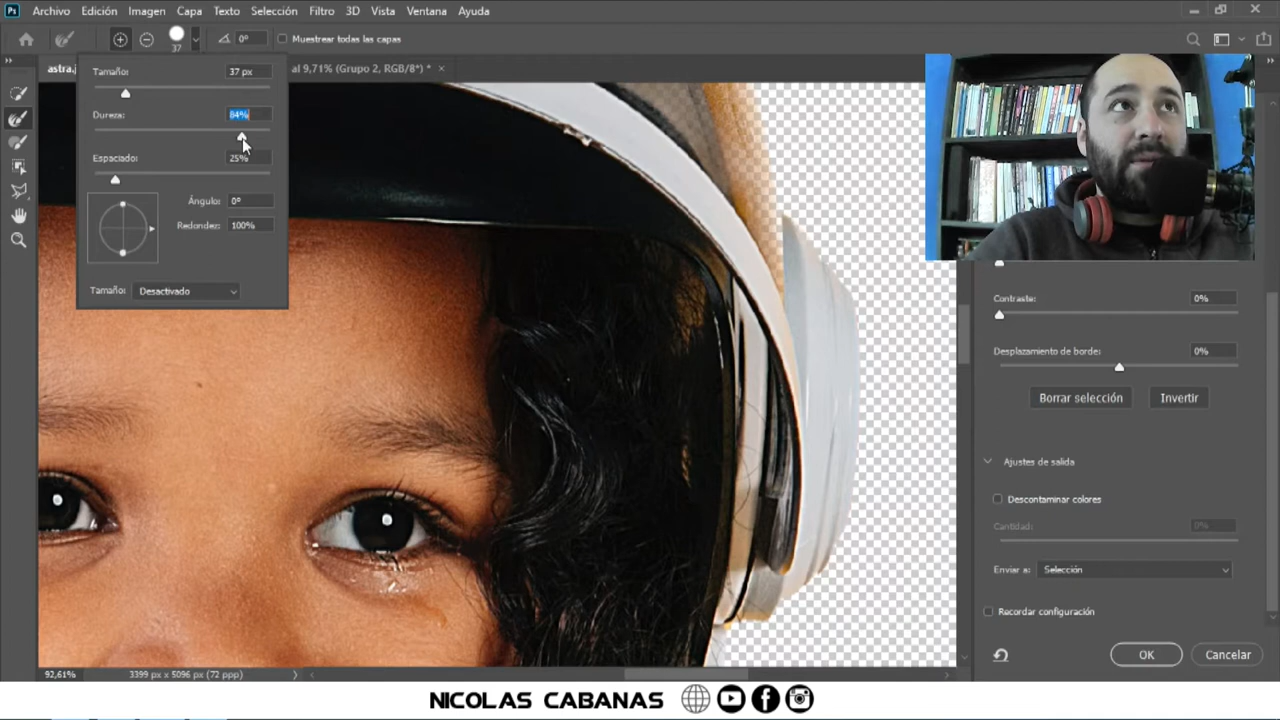 Ps Archivo Edición Imagen Capa Texto Selección Filtro 3D Vista Ventana Ayuda
37 0° Muestrear todas las capas
astra.j al 9,71% (Grupo 2, RGB/8*) * ×
Tamaño: 37 px
Dureza: 84%
Espaciado: 25%
Ángulo: 0°
Redondez: 100%
Tamaño: Desactivado
Contraste: 0%
Desplazamiento de borde: 0%
Borrar selección Invertir
Ajustes de salida
Descontaminar colores
Cantidad: 0%
Enviar a: Selección
Recordar configuración
OK Cancelar
92,61% 3399 px x 5096 px (72 ppp)
NICOLAS CABANAS